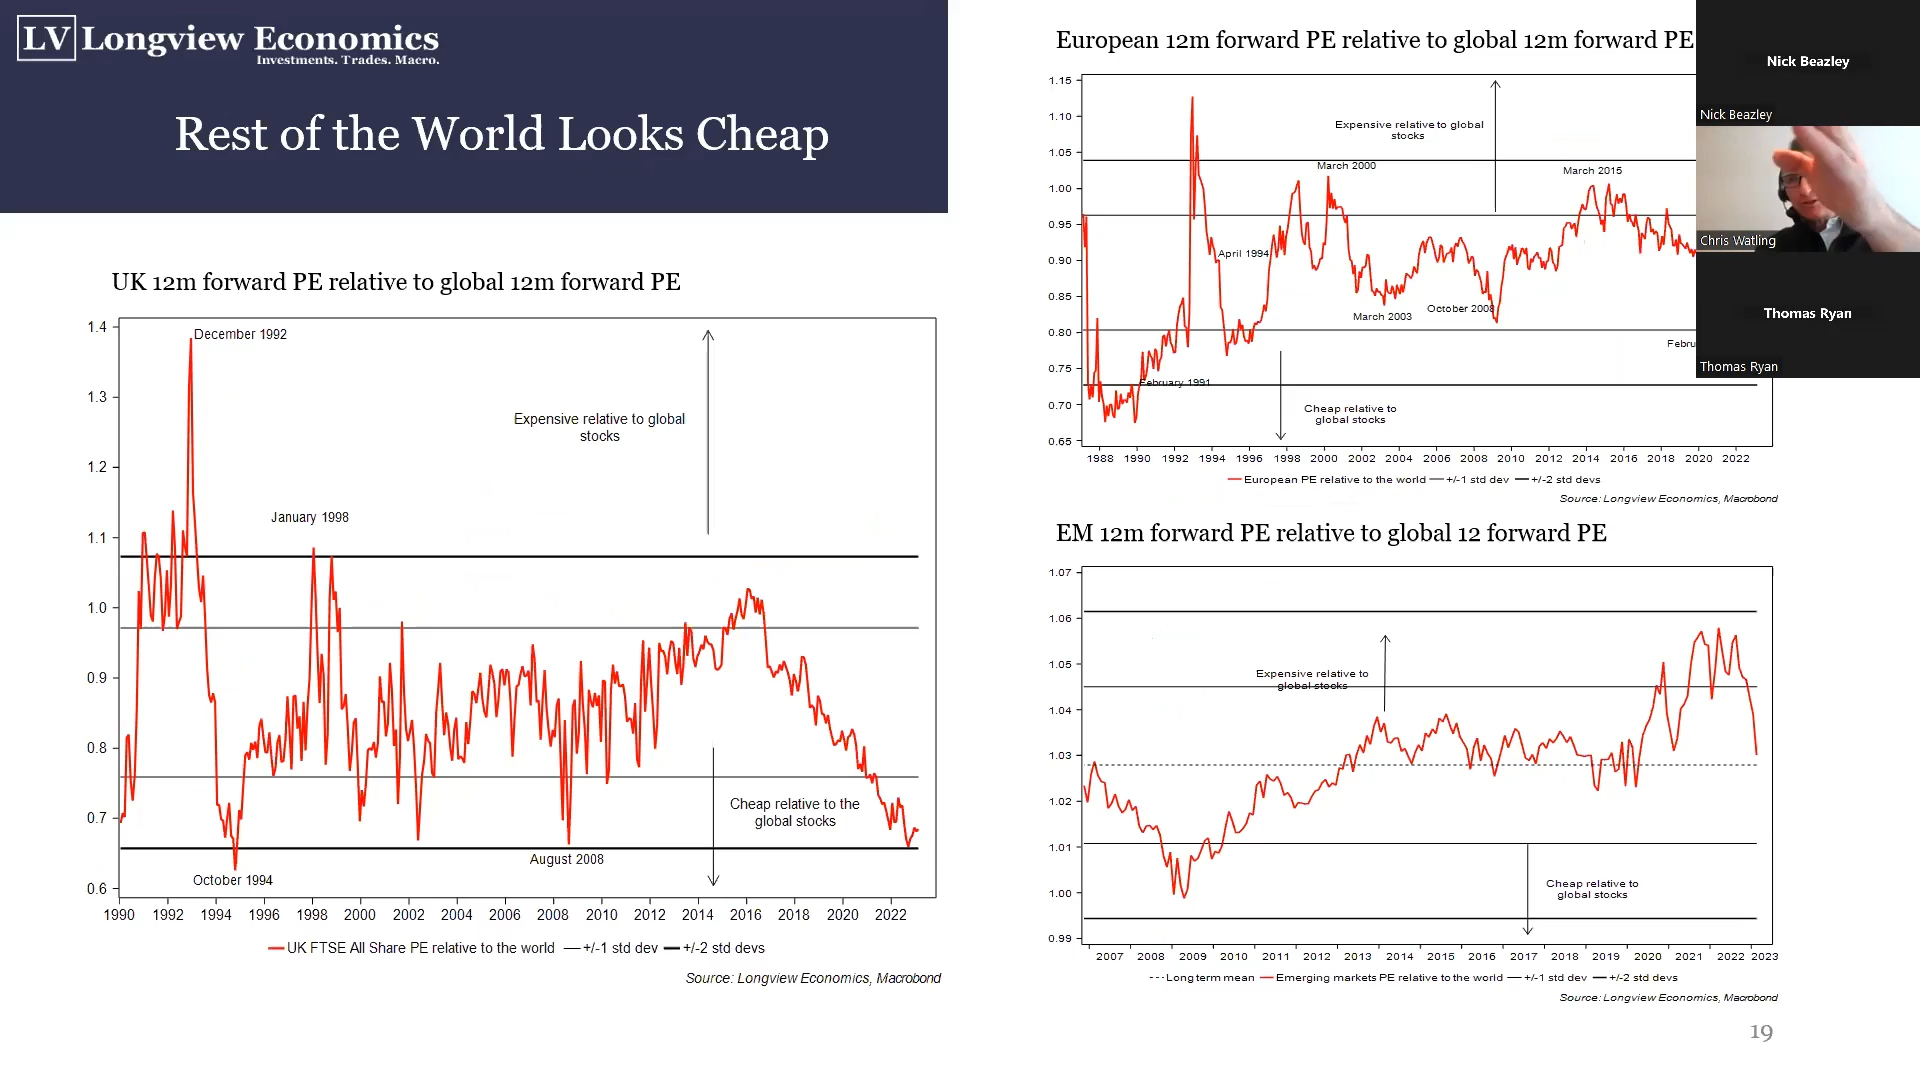 LV Longview Economics
Investments. Trades. Macro.
Rest of the World Looks Cheap
UK 12m forward PE relative to global 12m forward PE
1.4
1.3
1.2
1.1
1.0
0.9
0.8
0.7
0.6
December 1992
Expensive relative to global
stocks
January 1998
Cheap relative to the
global stocks
August 2008
October 1994
1990 1992 1994 1996 1998 2000 2002 2004 2006 2008 2010 2012 2014 2016 2018 2020 2022
UK FTSE All Share PE relative to the world +/-1 std dev +/-2 std devs
Source: Longview Economics, Macrobond
European 12m forward PE relative to global 12m forward PE
1.15
1.10
1.05
1.00
0.95
0.90
0.85
0.80
0.75
0.70
0.65
Expensive relative to global
stocks
March 2000
March 2015
April 1994
March 2003
October 2008
Febru
February 1991
Cheap relative to
global stocks
1988 1990 1992 1994 1996 1998 2000 2002 2004 2006 2008 2010 2012 2014 2016 2018 2020 2022
European PE relative to the world +/-1 std dev +/-2 std devs
Source: Longview Economics, Macrobond
EM 12m forward PE relative to global 12 forward PE
1.07
1.06
1.05
1.04
1.03
1.02
1.01
1.00
0.99
Expensive relative to
global stocks
Cheap relative to
global stocks
2007 2008 2009 2010 2011 2012 2013 2014 2015 2016 2017 2018 2019 2020 2021 2022 2023
Long term mean Emerging markets PE relative to the world +/-1 std dev +/-2 std devs
Source: Longview Economics, Macrobond
19
Nick Beazley
Nick Beazley
Chris Watling
Thomas Ryan
Thomas Ryan